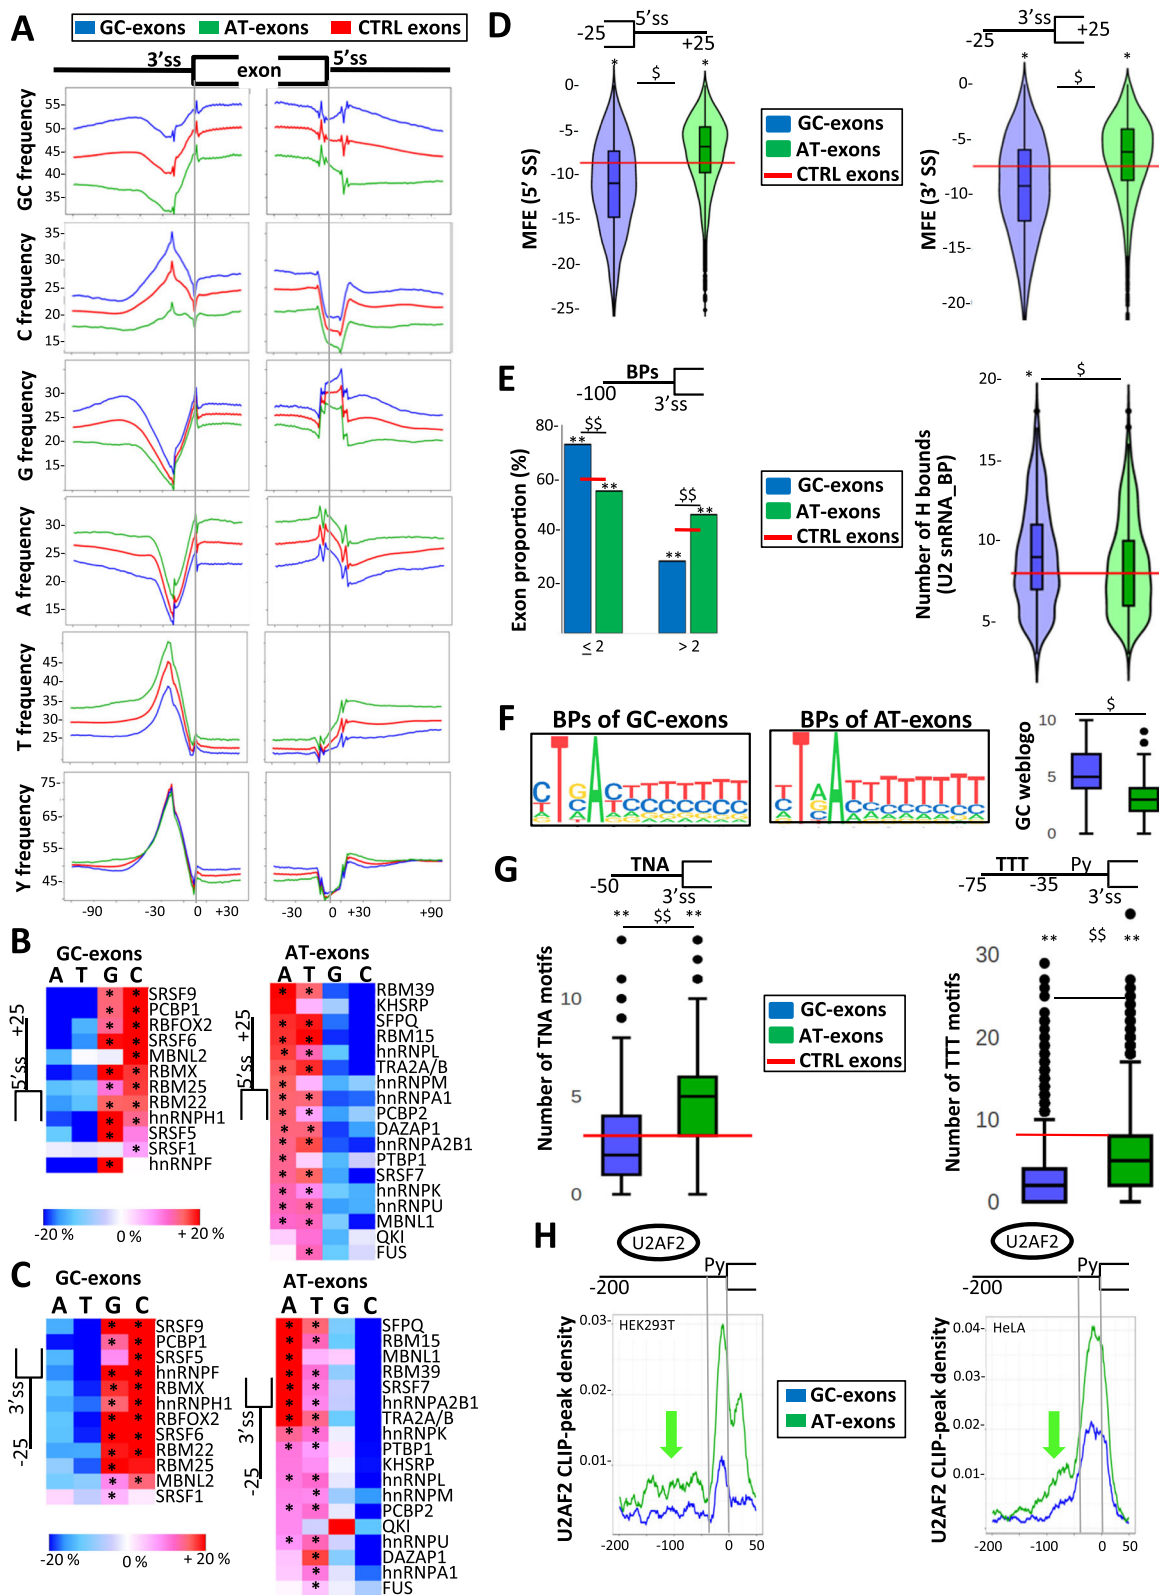 A
GC-exons AT-exons CTRL exons
3'ss 5'ss
exon
GC frequency
55-
50-
45-
40-
35-
C frequency
35-
30-
25-
20-
15-
G frequency
30-
25-
20-
A frequency
30-
23-
15-
T frequency
45-
35-
25-
15-
Y frequency
75-
65-
55-
45-
-90 -30 0 +30 -30 0 +30 +90
B
GC-exons
A T G C
5'ss +25
SRSF9
PCBP1
RBFOX2
SRSF6
MBNL2
RBMX
RBM25
RBM22
hnRNPH1
SRSF5
SRSF1
hnRNPF
-20 % 0 % + 20 %
AT-exons
A T G C
5'ss +25
RBM39
KHSRP
SFPQ
RBM15
hnRNPL
TRA2A/B
hnRNPM
hnRNPA1
PCBP2
DAZAP1
hnRNPA2B1
PTBP1
SRSF7
hnRNPK
hnRNPU
MBNL1
QKI
FUS
C
GC-exons
A T G C
-25 3'ss
SRSF9
PCBP1
SRSF5
hnRNPF
RBMX
hnRNPH1
RBFOX2
SRSF6
RBM22
RBM25
MBNL2
SRSF1
-20 % 0 % + 20 %
AT-exons
A T G C
-25 3'ss
SFPQ
RBM15
MBNL1
RBM39
SRSF7
hnRNPA2B1
TRA2A/B
hnRNPK
PTBP1
KHSRP
hnRNPL
hnRNPM
PCBP2
QKI
hnRNPU
DAZAP1
hnRNPA1
FUS
D
5'ss
-25 +25
* $ *
MFE (5' SS)
0-
-5-
-10-
-15-
-20-
-25-
GC-exons
AT-exons
CTRL exons
3'ss
-25 +25
* $ *
MFE (3' SS)
0-
-5-
-10-
-15-
-20-
E
BPs
-100
3'ss
Exon proportion (%)
80-
60-
40-
20-
** $$ **
** $$ **
≤ 2 > 2
GC-exons
AT-exons
CTRL exons
Number of H bounds
(U2 snRNA_BP)
20-
15-
10-
5-
* $
F
BPs of GC-exons
BPs of AT-exons
GC weblogo
10
5
0
$
G
TNA
-50
3'ss
** $$ **
Number of TNA motifs
10
5
0
GC-exons
AT-exons
CTRL exons
TTT Py
-75 -35
3'ss
** $$ **
Number of TTT motifs
30
20
10
0
H
U2AF2
Py
-200
U2AF2 CLIP-peak density
HEK293T
0.03-
0.02
0.01
-200 -100 0 50
GC-exons
AT-exons
U2AF2
Py
-200
U2AF2 CLIP-peak density
HeLA
0.04-
0.03
0.02
0.01
-200 -100 0 50